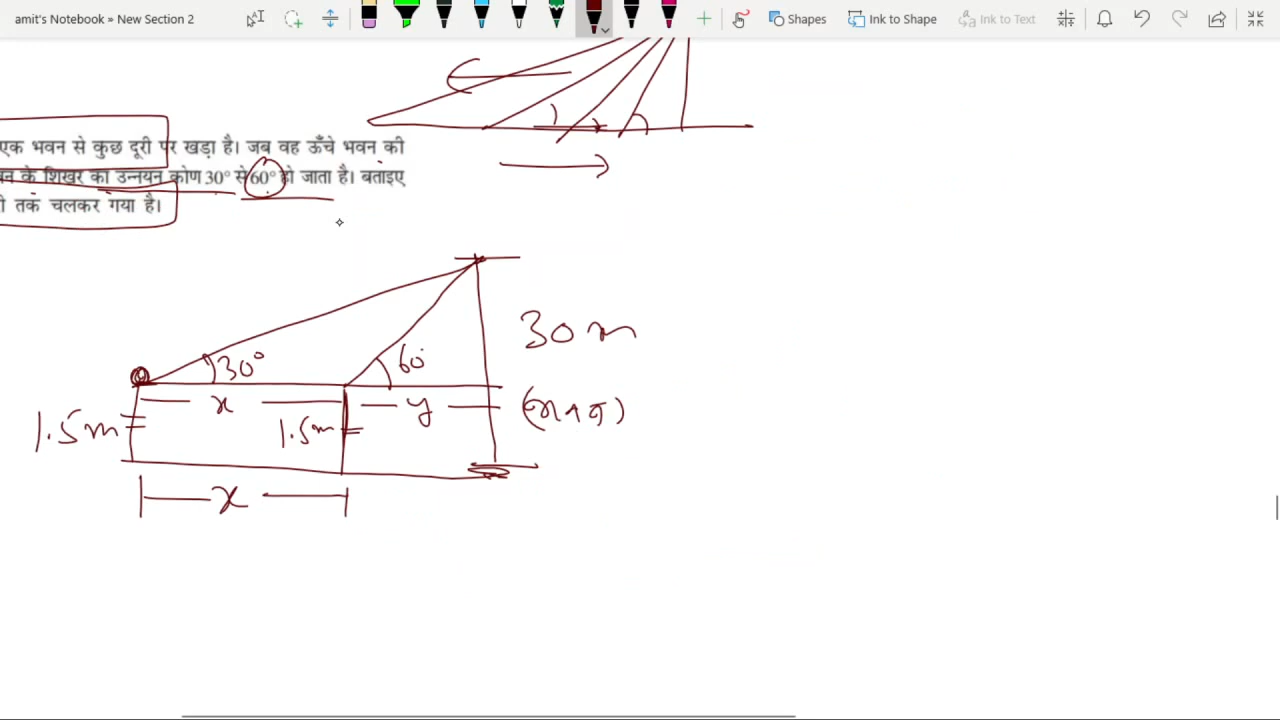 amit's Notebook » New Section 2
Shapes
Ink to Shape
Ink to Text
एक भवन से कुछ दूरी पर खड़ा है। जब वह ऊँचे भवन की
के शिखर का उन्नयन कोण 30° से 60° हो जाता है। बताइए
तक चलकर गया है।
30 m
30°
60°
x
y
1.5m
1.5m
x